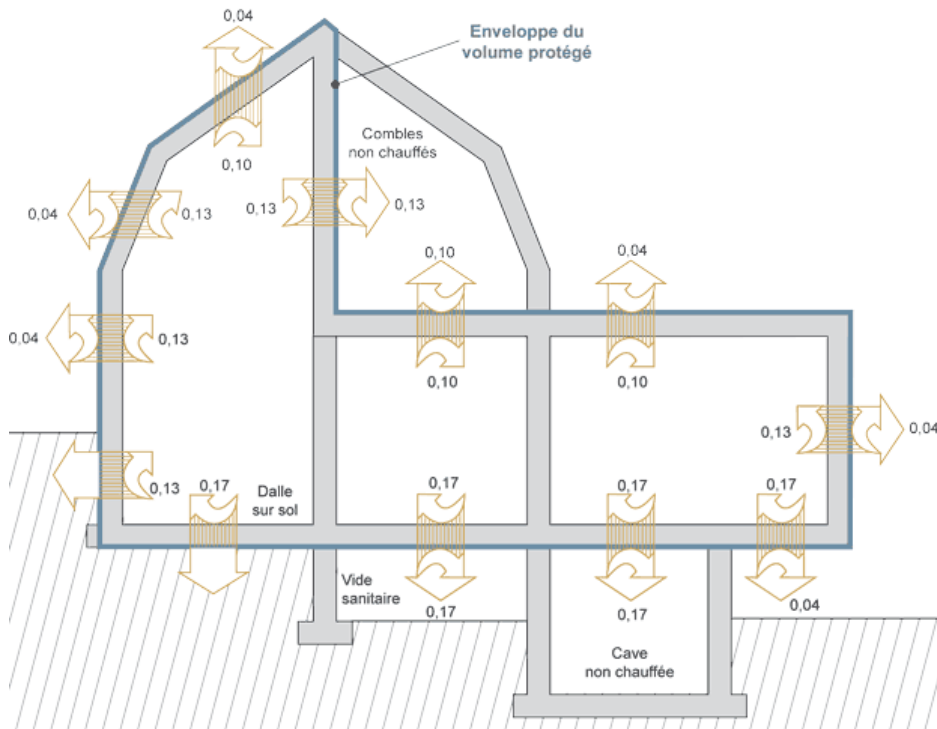 0,04
Enveloppe du
volume protégé
Combles
non chauffés
0,10
0,04
0,13
0,13
0,13
0,10
0,04
0,04
0,13
0,10
0,10
0,13
0,04
0,13
0,17
Dalle
sur sol
0,17
0,17
0,17
Vide
sanitaire
0,17
0,17
0,04
Cave
non chauffée